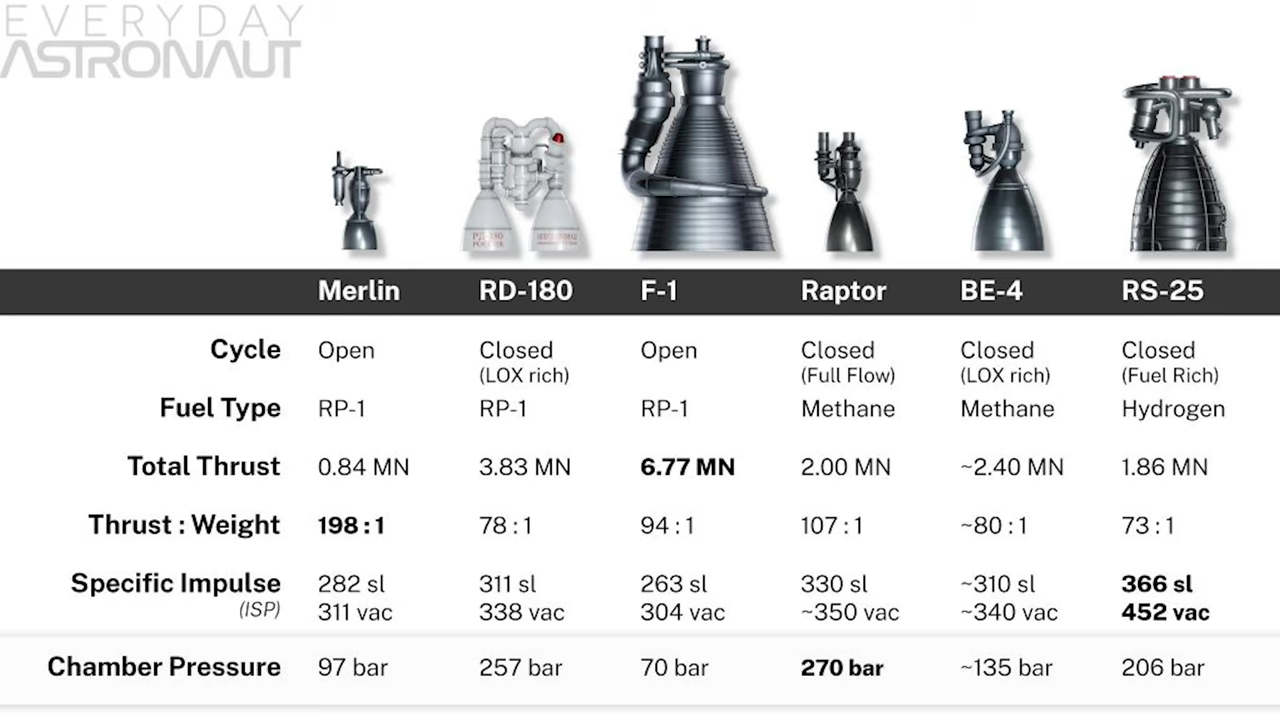 EVERYDAY
ASTRONAUT
РД-180
РОССИЯ
Merlin RD-180 F-1 Raptor BE-4 RS-25
Cycle Open Closed Open Closed Closed Closed
(LOX rich) (Full Flow) (LOX rich) (Fuel Rich)
Fuel Type RP-1 RP-1 RP-1 Methane Methane Hydrogen
Total Thrust 0.84 MN 3.83 MN 6.77 MN 2.00 MN ~2.40 MN 1.86 MN
Thrust : Weight 198 : 1 78 : 1 94 : 1 107 : 1 ~80 : 1 73 : 1
Specific Impulse 282 sl 311 sl 263 sl 330 sl ~310 sl 366 sl
(ISP) 311 vac 338 vac 304 vac ~350 vac ~340 vac 452 vac
Chamber Pressure 97 bar 257 bar 70 bar 270 bar ~135 bar 206 bar